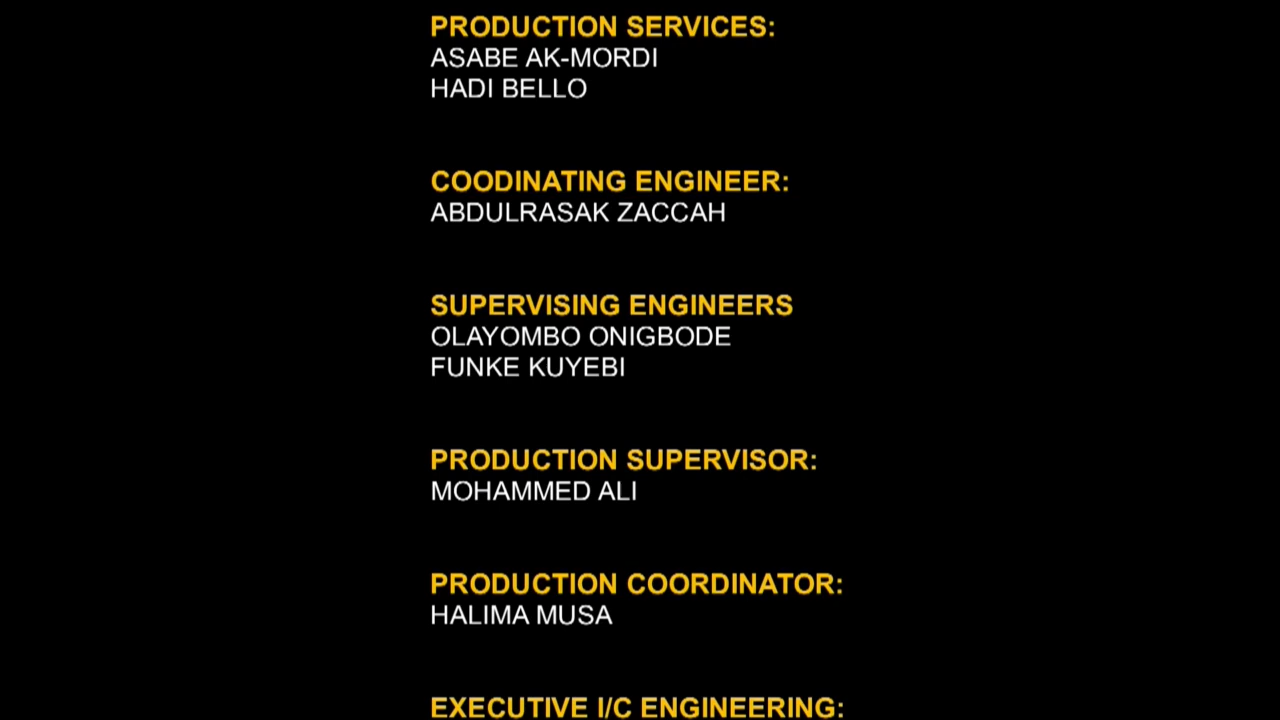 PRODUCTION SERVICES:
ASABE AK-MORDI
HADI BELLO
COODINATING ENGINEER:
ABDULRASAK ZACCAH
SUPERVISING ENGINEERS
OLAYOMBO ONIGBODE
FUNKE KUYEBI
PRODUCTION SUPERVISOR:
MOHAMMED ALI
PRODUCTION COORDINATOR:
HALIMA MUSA
EXECUTIVE I/C ENGINEERING: